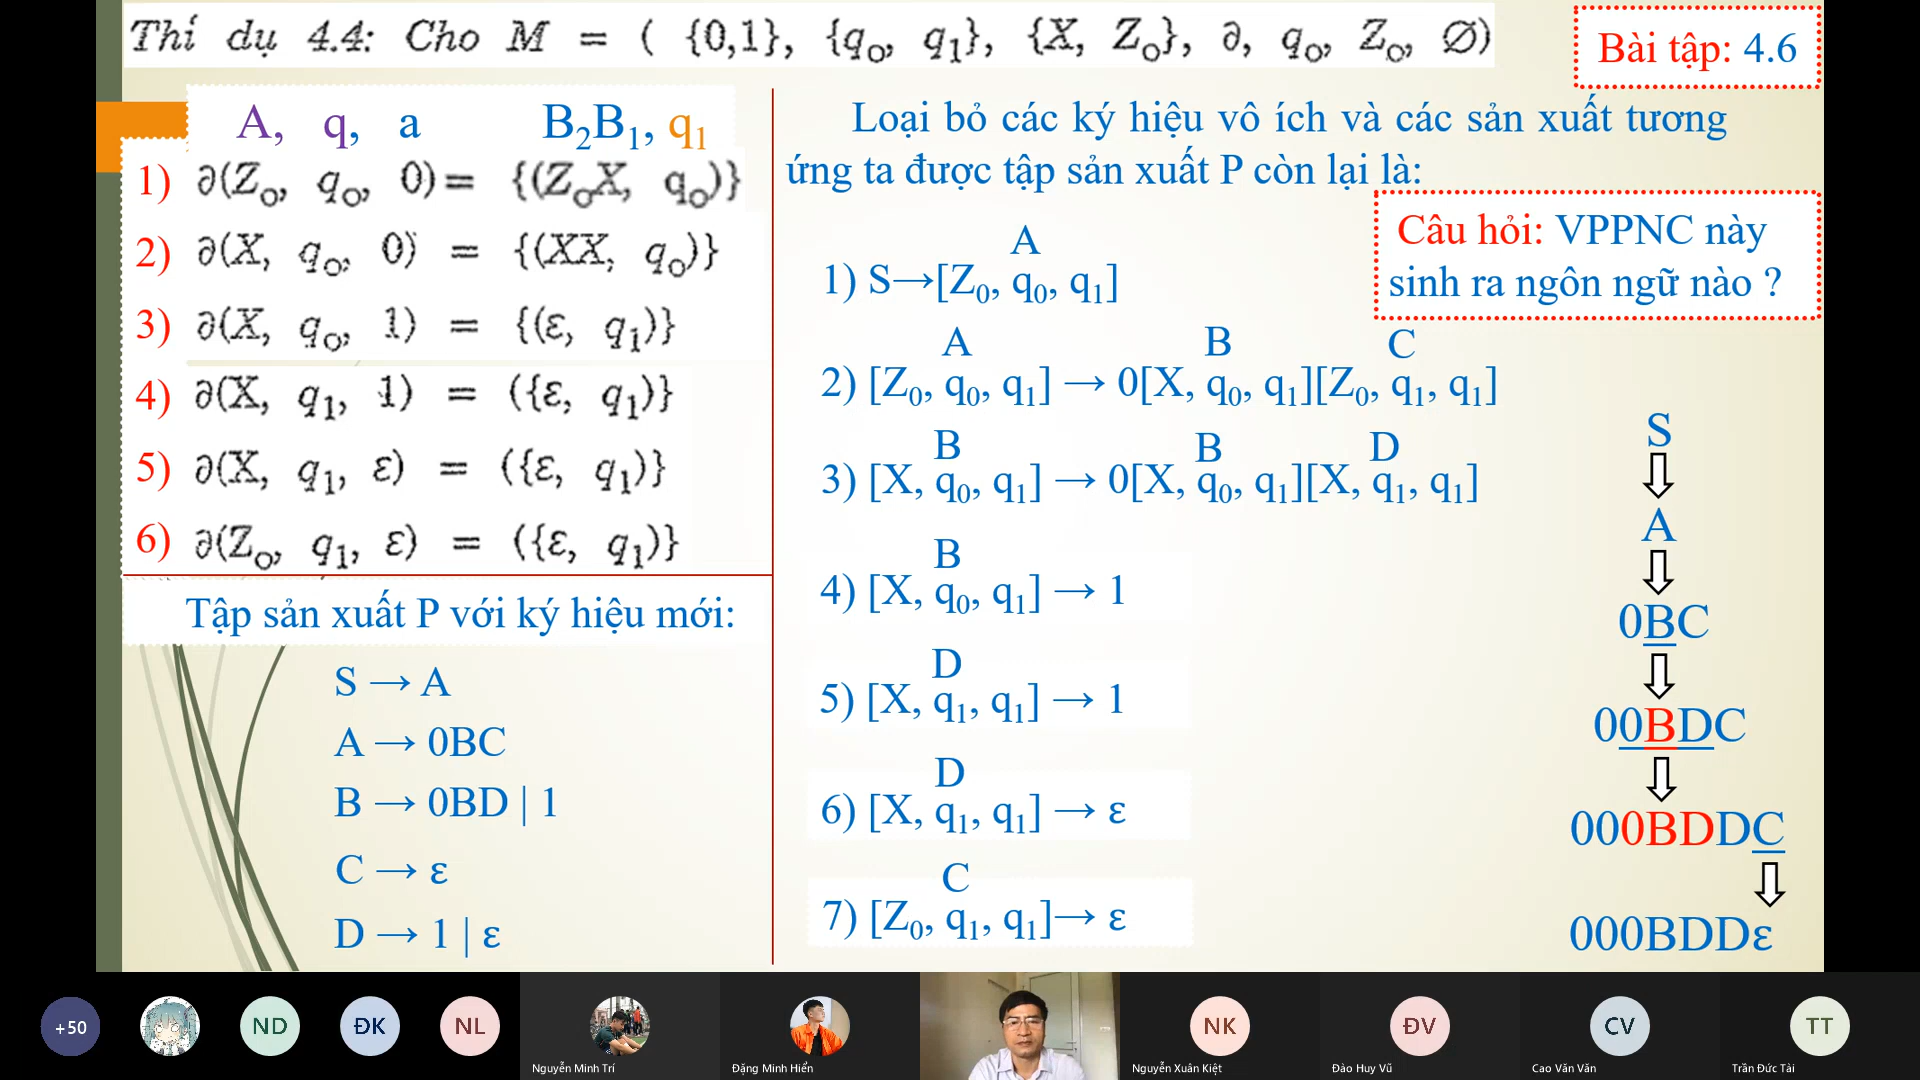 Thí dụ 4.4: Cho M = ( {0,1}, {q₀, q₁}, {X, Z₀}, ∂, q₀, Z₀, ∅)
Bài tập: 4.6
A, q, a B₂B₁, q₁
1) ∂(Z₀, q₀, 0)= {(Z₀X, q₀)}
2) ∂(X, q₀, 0) = {(XX, q₀)}
3) ∂(X, q₀, 1) = {(ε, q₁)}
4) ∂(X, q₁, 1) = ({ε, q₁)}
5) ∂(X, q₁, ε) = ({ε, q₁)}
6) ∂(Z₀, q₁, ε) = ({ε, q₁)}
Tập sản xuất P với ký hiệu mới:
S → A
A → 0BC
B → 0BD | 1
C → ε
D → 1 | ε
Loại bỏ các ký hiệu vô ích và các sản xuất tương
ứng ta được tập sản xuất P còn lại là:
Câu hỏi: VPPNC này
sinh ra ngôn ngữ nào ?
A
1) S→[Z₀, q₀, q₁]
A B C
2) [Z₀, q₀, q₁] → 0[X, q₀, q₁][Z₀, q₁, q₁]
B B D
3) [X, q₀, q₁] → 0[X, q₀, q₁][X, q₁, q₁]
B
4) [X, q₀, q₁] → 1
D
5) [X, q₁, q₁] → 1
D
6) [X, q₁, q₁] → ε
C
7) [Z₀, q₁, q₁]→ ε
S
A
0BC
00BDC
000BDDC
000BDDε
+50
ND
ĐK
NL
Nguyễn Minh Trí
Đặng Minh Hiển
NK
Nguyễn Xuân Kiệt
ĐV
Đào Huy Vũ
CV
Cao Văn Văn
TT
Trần Đức Tài